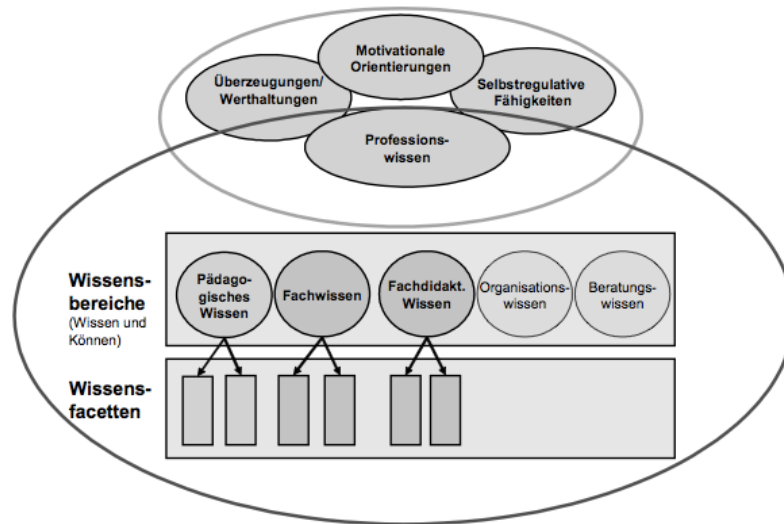 Motivationale
Orientierungen
Überzeugungen/
Werthaltungen
Selbstregulative
Fähigkeiten
Professions-
wissen
Wissens-
bereiche
(Wissen und
Können)
Pädago-
gisches
Wissen
Fachwissen
Fachdidakt.
Wissen
Organisations-
wissen
Beratungs-
wissen
Wissens-
facetten